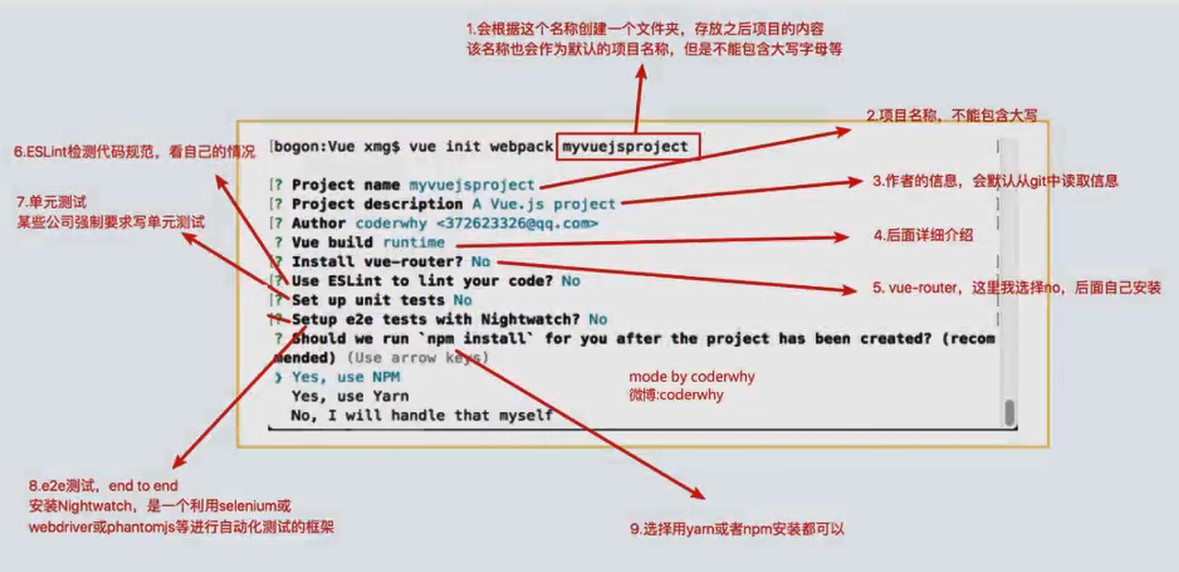 1.会根据这个名称创建一个文件夹，存放之后项目的内容
该名称也会作为默认的项目名称，但是不能包含大写字母等
2.项目名称，不能包含大写
6.ESLint检测代码规范，看自己的情况
[bogon:Vue xmg$ vue init webpack myvuejsproject
7.单元测试
某些公司强制要求写单元测试
3.作者的信息，会默认从git中读取信息
[? Project name myvuejsproject
[? Project description A Vue.js project
[? Author coderwhy <372623326@qq.com>
? Vue build runtime
4.后面详细介绍
[? Install vue-router? No
[? Use ESLint to lint your code? No
5. vue-router，这里我选择no，后面自己安装
[? Set up unit tests No
[? Setup e2e tests with Nightwatch? No
? Should we run `npm install` for you after the project has been created? (recom
mended) (Use arrow keys)
❯ Yes, use NPM
Yes, use Yarn
No, I will handle that myself
mode by coderwhy
微博:coderwhy
8.e2e测试，end to end
安装Nightwatch，是一个利用selenium或
webdriver或phantomjs等进行自动化测试的框架
9.选择用yarn或者npm安装都可以